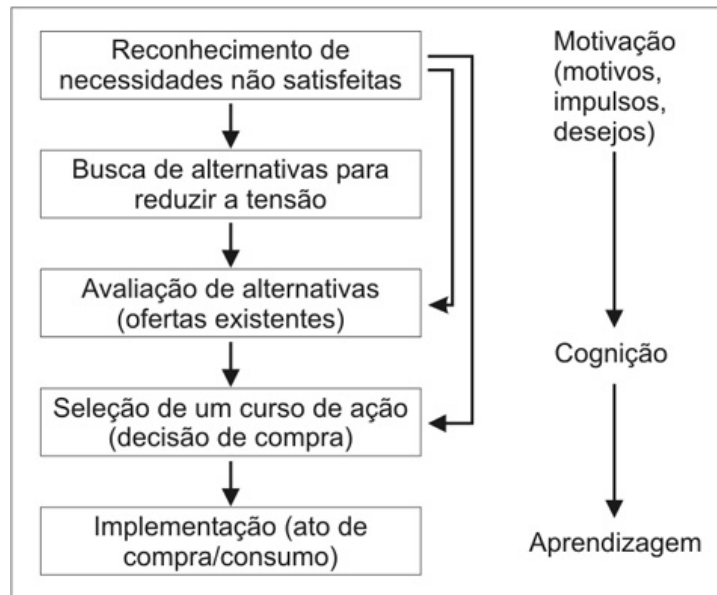 Reconhecimento de
necessidades não satisfeitas
Busca de alternativas para
reduzir a tensão
Avaliação de alternativas
(ofertas existentes)
Seleção de um curso de ação
(decisão de compra)
Implementação (ato de
compra/consumo)
Motivação
(motivos,
impulsos,
desejos)
Cognição
Aprendizagem